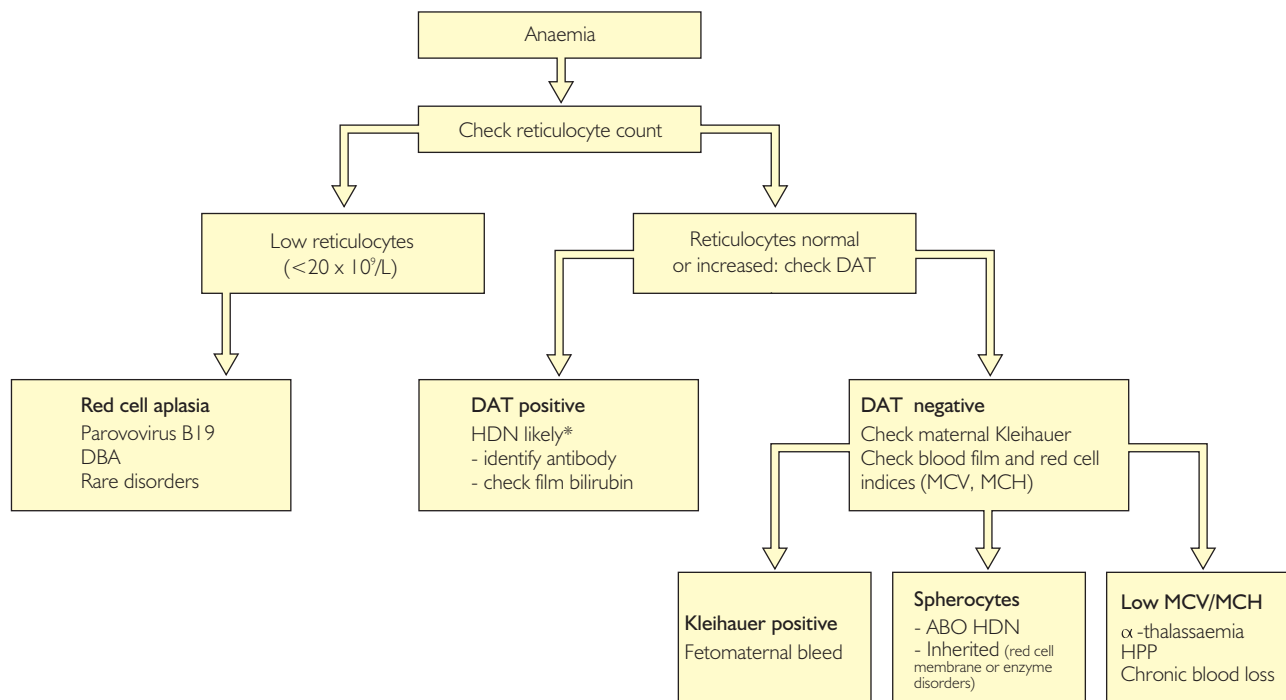 Anaemia
Check reticulocyte count
Low reticulocytes
(<20 x 10⁹/L)
Reticulocytes normal
or increased: check DAT
Red cell aplasia
Parovovirus B19
DBA
Rare disorders
DAT positive
HDN likely*
- identify antibody
- check film bilirubin
DAT negative
Check maternal Kleihauer
Check blood film and red cell
indices (MCV, MCH)
Kleihauer positive
Fetomaternal bleed
Spherocytes
- ABO HDN
- Inherited (red cell
membrane or enzyme
disorders)
Low MCV/MCH
α-thalassaemia
HPP
Chronic blood loss